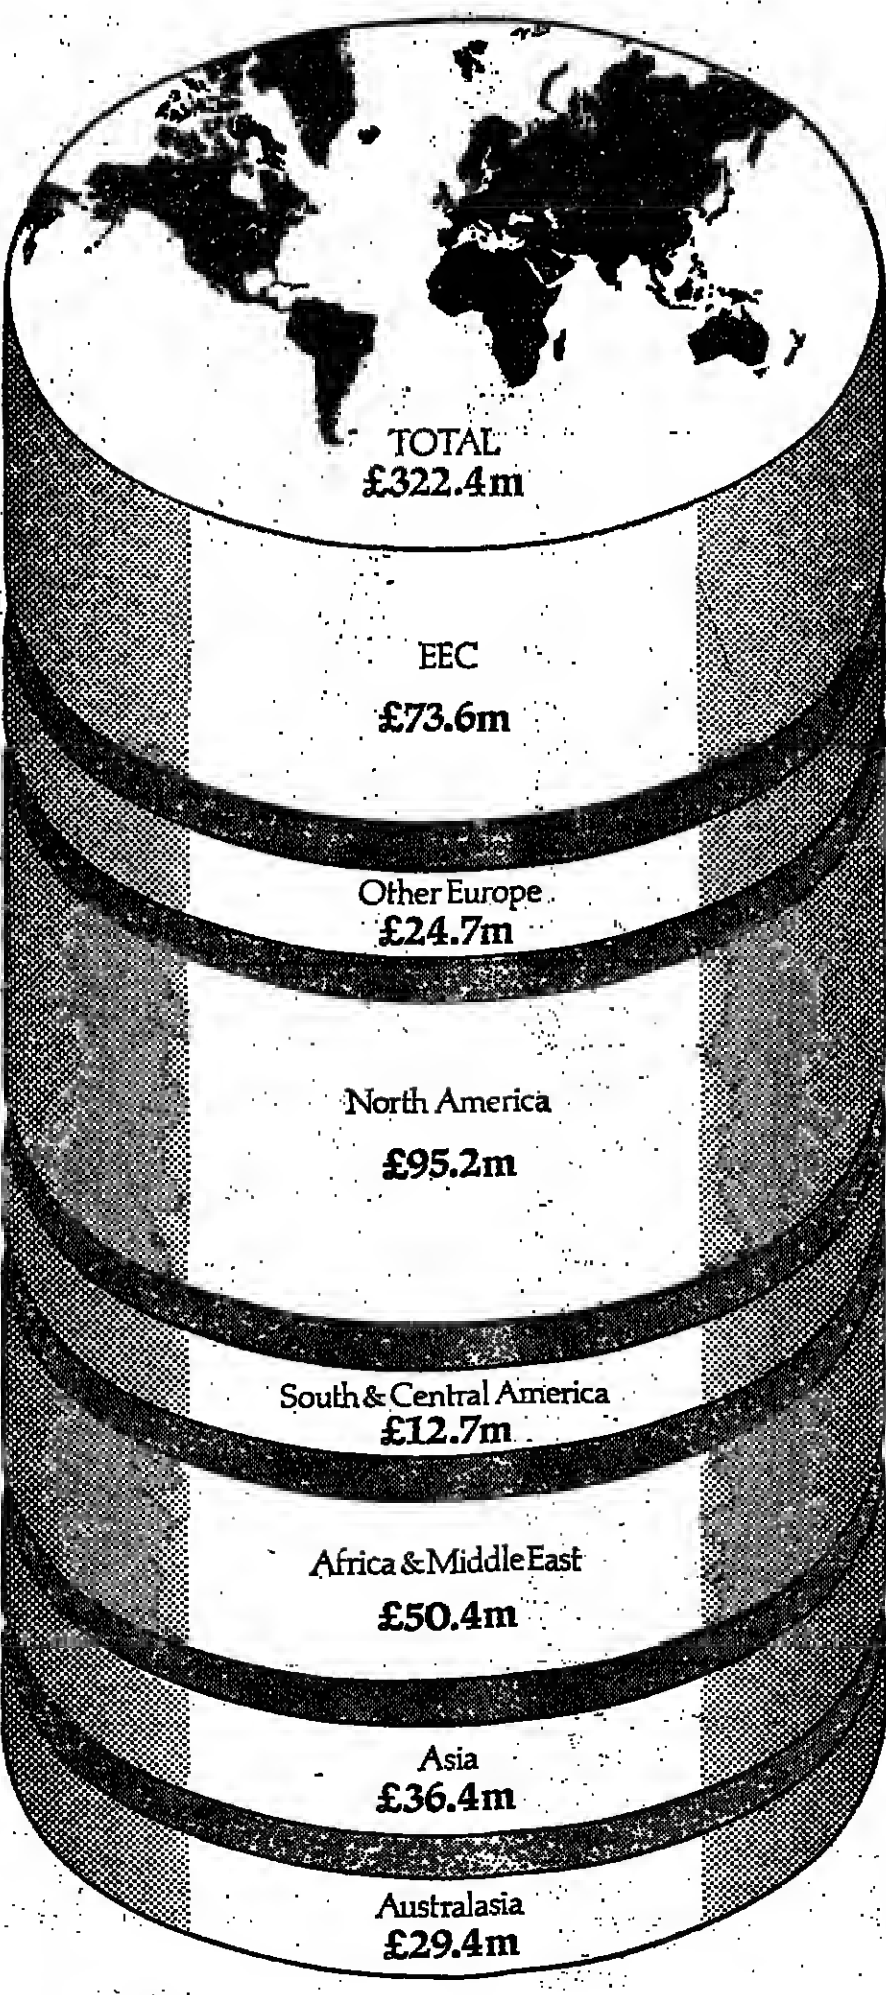 TOTAL
£322.4m
EEC
£73.6m
Other Europe
£24.7m
North America
£95.2m
South & Central America
£12.7m
Africa & Middle East
£50.4m
Asia
£36.4m
Australasia
£29.4m